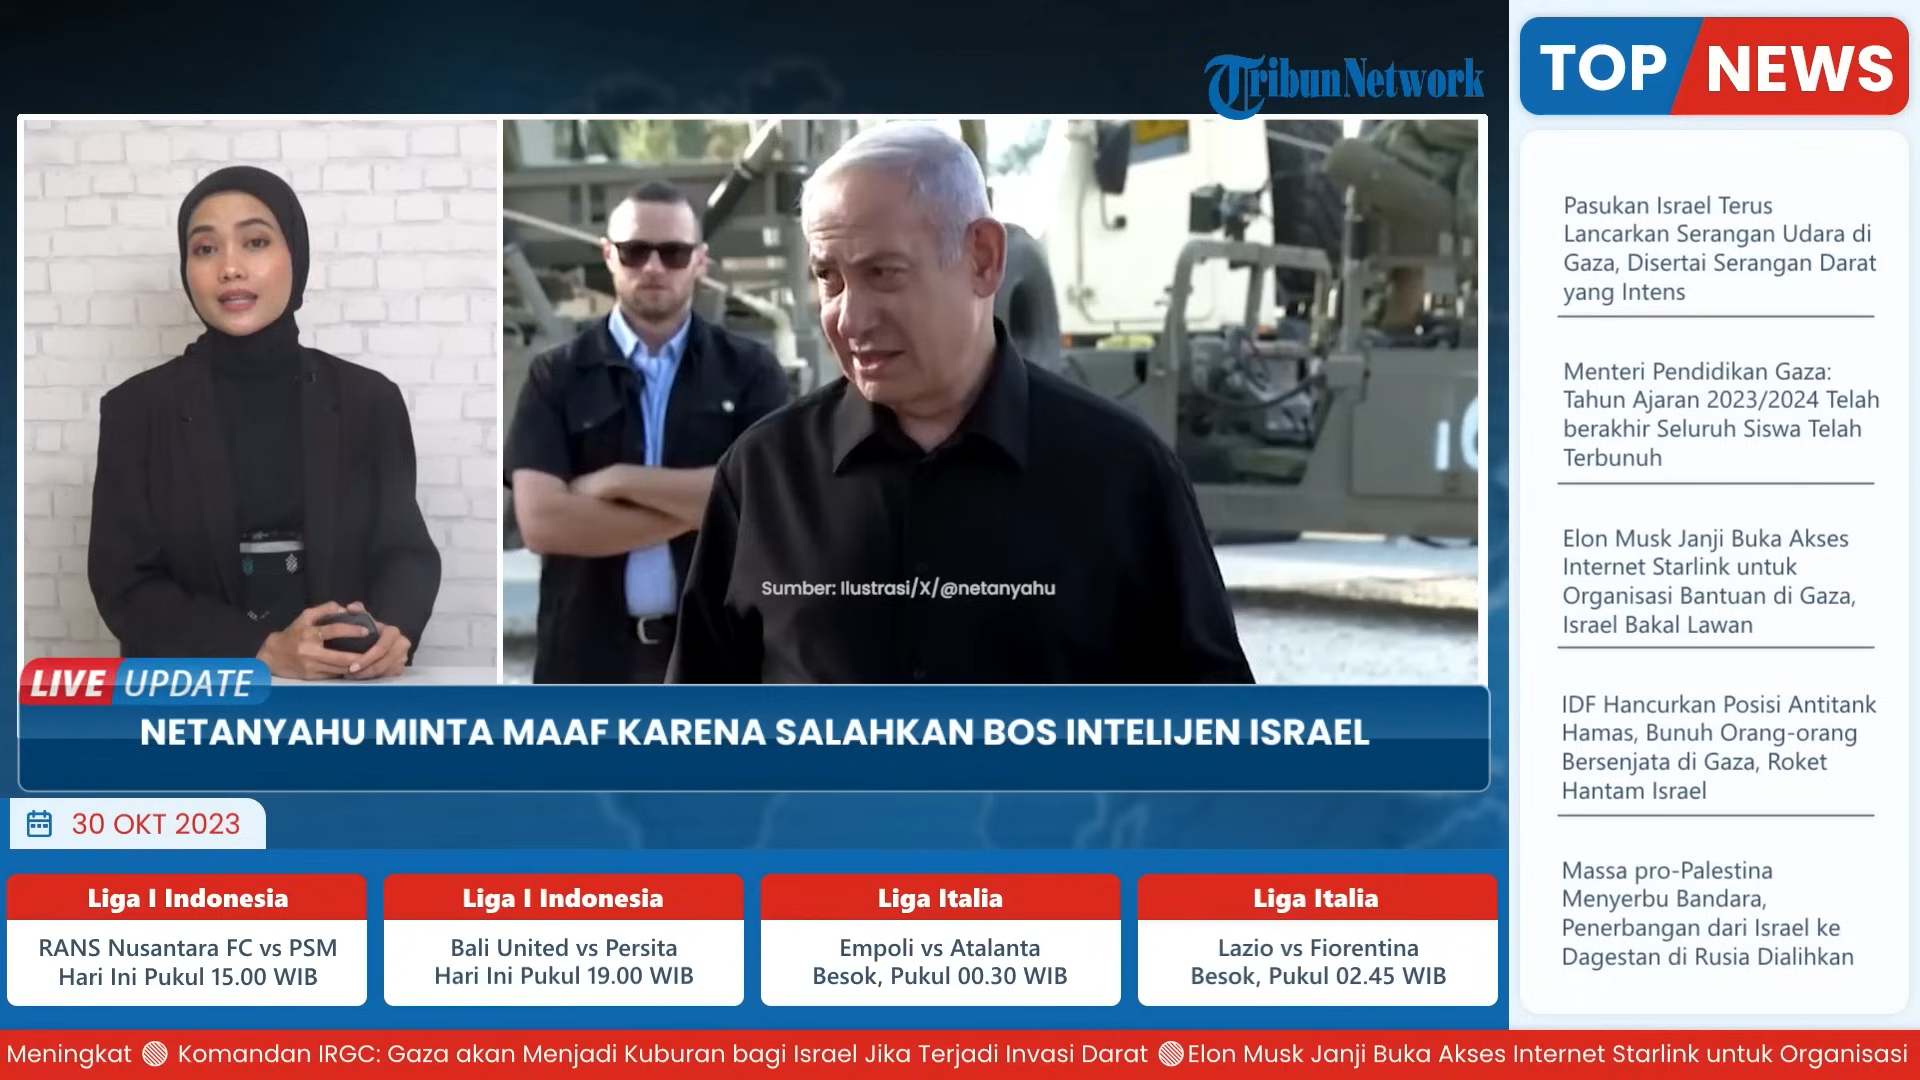 TribunNetwork
TOP NEWS
Sumber: Ilustrasi/X/@netanyahu
LIVE UPDATE
NETANYAHU MINTA MAAF KARENA SALAHKAN BOS INTELIJEN ISRAEL
30 OKT 2023
Pasukan Israel Terus
Lancarkan Serangan Udara di
Gaza, Disertai Serangan Darat
yang Intens
Menteri Pendidikan Gaza:
Tahun Ajaran 2023/2024 Telah
berakhir Seluruh Siswa Telah
Terbunuh
Elon Musk Janji Buka Akses
Internet Starlink untuk
Organisasi Bantuan di Gaza,
Israel Bakal Lawan
IDF Hancurkan Posisi Antitank
Hamas, Bunuh Orang-orang
Bersenjata di Gaza, Roket
Hantam Israel
Massa pro-Palestina
Menyerbu Bandara,
Penerbangan dari Israel ke
Dagestan di Rusia Dialihkan
Liga I Indonesia
RANS Nusantara FC vs PSM
Hari Ini Pukul 15.00 WIB
Liga I Indonesia
Bali United vs Persita
Hari Ini Pukul 19.00 WIB
Liga Italia
Empoli vs Atalanta
Besok, Pukul 00.30 WIB
Liga Italia
Lazio vs Fiorentina
Besok, Pukul 02.45 WIB
Meningkat Komandan IRGC: Gaza akan Menjadi Kuburan bagi Israel Jika Terjadi Invasi Darat Elon Musk Janji Buka Akses Internet Starlink untuk Organisasi